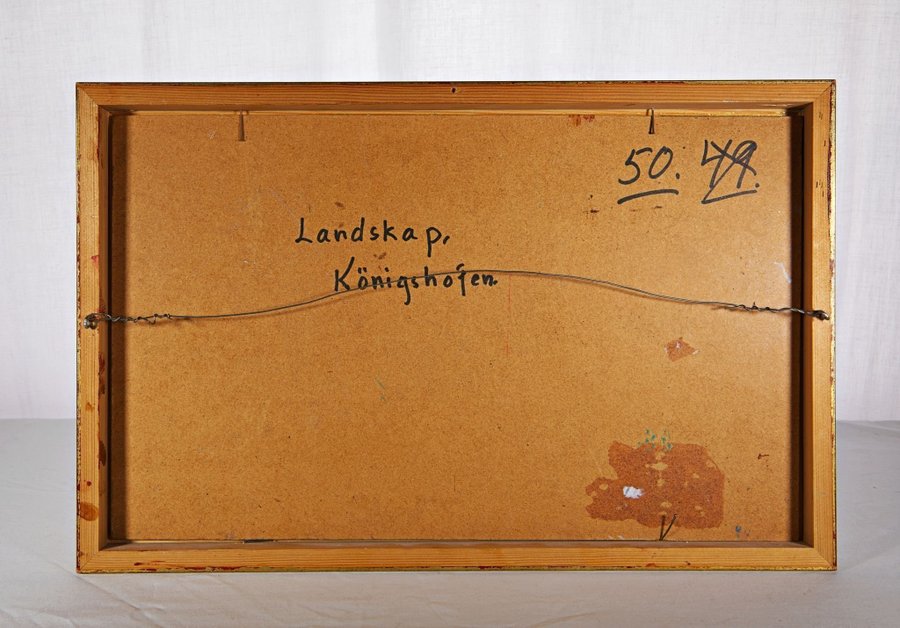 50. 49.
Landskap,
Königshofen.